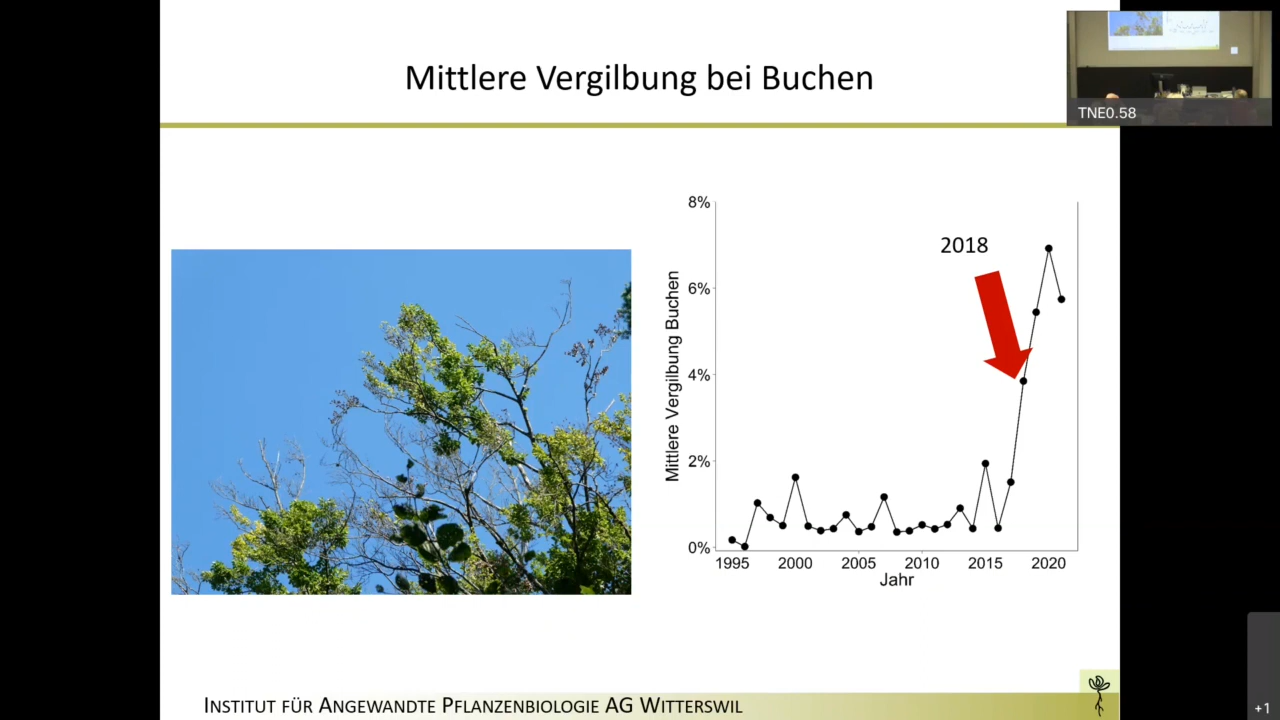 Mittlere Vergilbung bei Buchen
TNE0.58
8%
6%
4%
2%
0%
Mittlere Vergilbung Buchen
2018
1995 2000 2005 2010 2015 2020
Jahr
INSTITUT FÜR ANGEWANDTE PFLANZENBIOLOGIE AG WITTERSWIL
+1